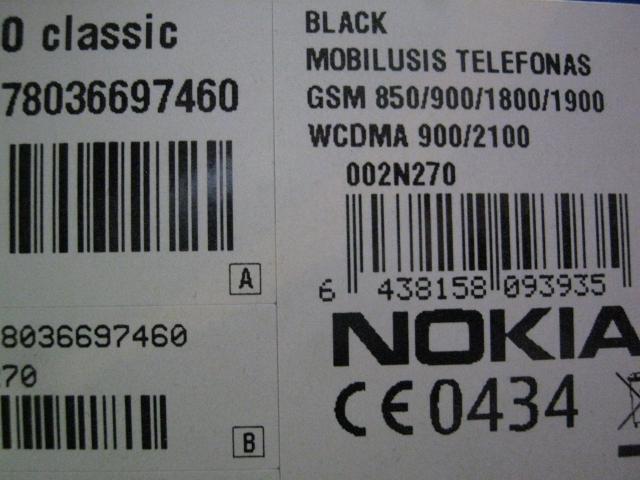 0 classic
78036697460
A
8036697460
70
B
BLACK
MOBILUSIS TELEFONAS
GSM 850/900/1800/1900
WCDMA 900/2100
002N270
6 438158 093935
NOKIA
CE0434